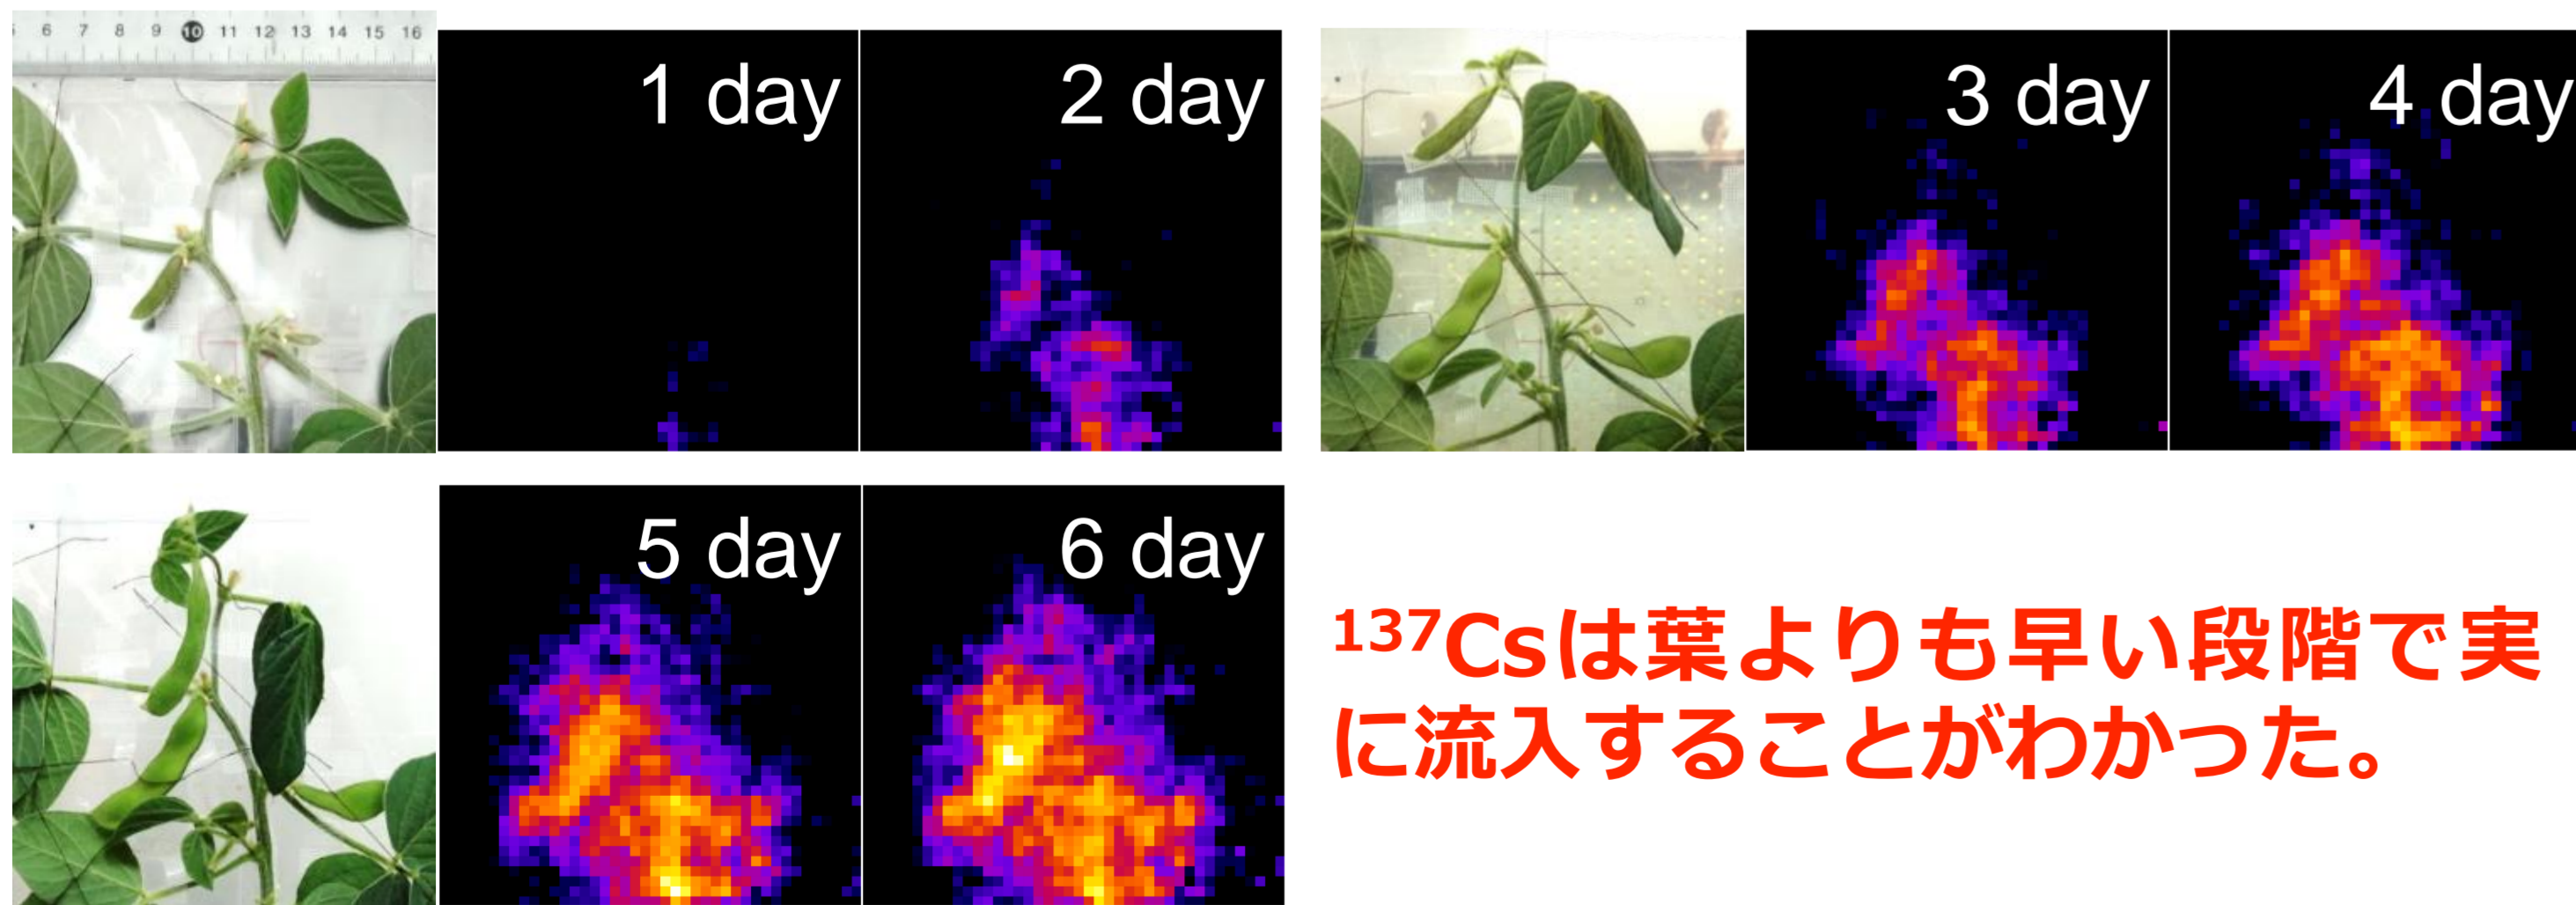 6 7 8 9 10 11 12 13 14 15 16
1 day
2 day
3 day
4 day
5 day
6 day
¹³⁷Csは葉よりも早い段階で実
に流入することがわかった。